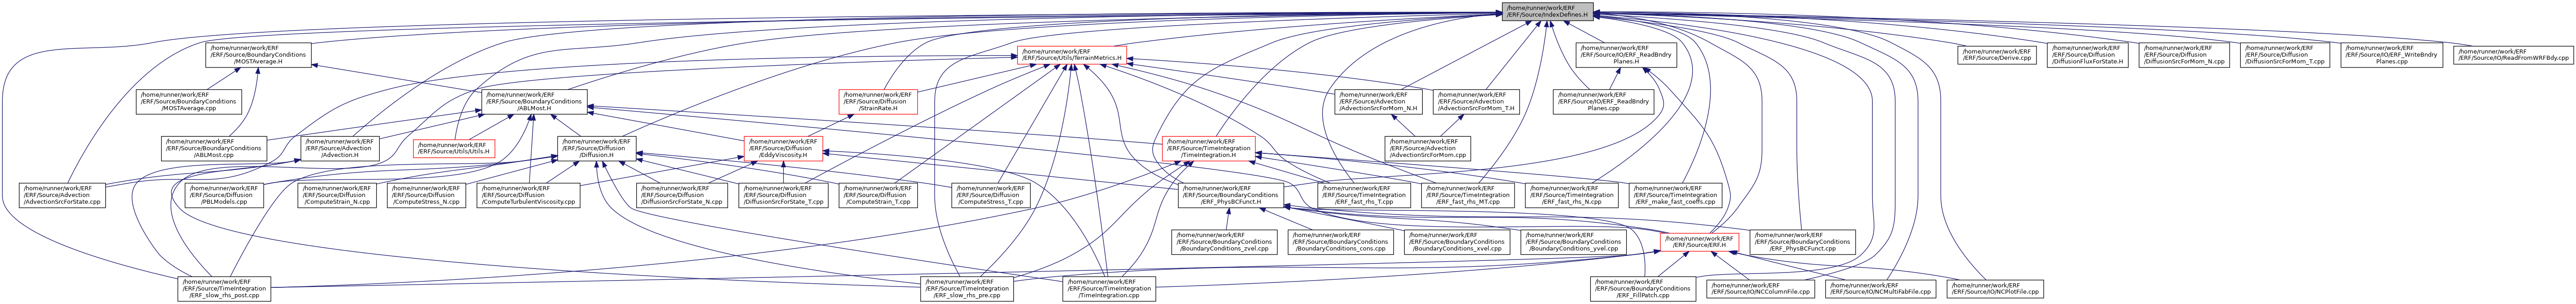 /home/runner/work/ERF
/ERF/Source/IndexDefines.H
/home/runner/work/ERF
/ERF/Source/BoundaryConditions
/MOSTAverage.H
/home/runner/work/ERF
/ERF/Source/Utils/TerrainMetrics.H
/home/runner/work/ERF
/ERF/Source/IO/ERF_ReadBndry
Planes.H
/home/runner/work/ERF
/ERF/Source/Derive.cpp
/home/runner/work/ERF
/ERF/Source/Diffusion
/DiffusionFluxForState.H
/home/runner/work/ERF
/ERF/Source/Diffusion
/DiffusionSrcForMom_N.cpp
/home/runner/work/ERF
/ERF/Source/Diffusion
/DiffusionSrcForMom_T.cpp
/home/runner/work/ERF
/ERF/Source/IO/ERF_WriteBndry
Planes.cpp
/home/runner/work/ERF
/ERF/Source/IO/ReadFromWRFBdy.cpp
/home/runner/work/ERF
/ERF/Source/BoundaryConditions
/MOSTAverage.cpp
/home/runner/work/ERF
/ERF/Source/BoundaryConditions
/ABLMost.H
/home/runner/work/ERF
/ERF/Source/Diffusion
/StrainRate.H
/home/runner/work/ERF
/ERF/Source/Advection
/AdvectionSrcForMom_N.H
/home/runner/work/ERF
/ERF/Source/Advection
/AdvectionSrcForMom_T.H
/home/runner/work/ERF
/ERF/Source/IO/ERF_ReadBndry
Planes.cpp
/home/runner/work/ERF
/ERF/Source/BoundaryConditions
/ABLMost.cpp
/home/runner/work/ERF
/ERF/Source/Advection
/Advection.H
/home/runner/work/ERF
/ERF/Source/Utils/Utils.H
/home/runner/work/ERF
/ERF/Source/Diffusion
/Diffusion.H
/home/runner/work/ERF
/ERF/Source/Diffusion
/EddyViscosity.H
/home/runner/work/ERF
/ERF/Source/TimeIntegration
/TimeIntegration.H
/home/runner/work/ERF
/ERF/Source/Advection
/AdvectionSrcForMom.cpp
/home/runner/work/ERF
/ERF/Source/Advection
/AdvectionSrcForState.cpp
/home/runner/work/ERF
/ERF/Source/Diffusion
/PBLModels.cpp
/home/runner/work/ERF
/ERF/Source/Diffusion
/ComputeStrain_N.cpp
/home/runner/work/ERF
/ERF/Source/Diffusion
/ComputeStress_N.cpp
/home/runner/work/ERF
/ERF/Source/Diffusion
/ComputeTurbulentViscosity.cpp
/home/runner/work/ERF
/ERF/Source/Diffusion
/DiffusionSrcForState_N.cpp
/home/runner/work/ERF
/ERF/Source/Diffusion
/DiffusionSrcForState_T.cpp
/home/runner/work/ERF
/ERF/Source/Diffusion
/ComputeStrain_T.cpp
/home/runner/work/ERF
/ERF/Source/Diffusion
/ComputeStress_T.cpp
/home/runner/work/ERF
/ERF/Source/BoundaryConditions
/ERF_PhysBCFunct.H
/home/runner/work/ERF
/ERF/Source/TimeIntegration
/ERF_fast_rhs_T.cpp
/home/runner/work/ERF
/ERF/Source/TimeIntegration
/ERF_fast_rhs_MT.cpp
/home/runner/work/ERF
/ERF/Source/TimeIntegration
/ERF_fast_rhs_N.cpp
/home/runner/work/ERF
/ERF/Source/TimeIntegration
/ERF_make_fast_coeffs.cpp
/home/runner/work/ERF
/ERF/Source/BoundaryConditions
/BoundaryConditions_zvel.cpp
/home/runner/work/ERF
/ERF/Source/BoundaryConditions
/BoundaryConditions_cons.cpp
/home/runner/work/ERF
/ERF/Source/BoundaryConditions
/BoundaryConditions_xvel.cpp
/home/runner/work/ERF
/ERF/Source/BoundaryConditions
/BoundaryConditions_yvel.cpp
/home/runner/work/ERF
/ERF/Source/ERF.H
/home/runner/work/ERF
/ERF/Source/BoundaryConditions
/ERF_PhysBCFunct.cpp
/home/runner/work/ERF
/ERF/Source/TimeIntegration
/ERF_slow_rhs_post.cpp
/home/runner/work/ERF
/ERF/Source/TimeIntegration
/ERF_slow_rhs_pre.cpp
/home/runner/work/ERF
/ERF/Source/TimeIntegration
/TimeIntegration.cpp
/home/runner/work/ERF
/ERF/Source/BoundaryConditions
/ERF_FillPatch.cpp
/home/runner/work/ERF
/ERF/Source/IO/NCColumnFile.cpp
/home/runner/work/ERF
/ERF/Source/IO/NCMultiFabFile.cpp
/home/runner/work/ERF
/ERF/Source/IO/NCPlotFile.cpp